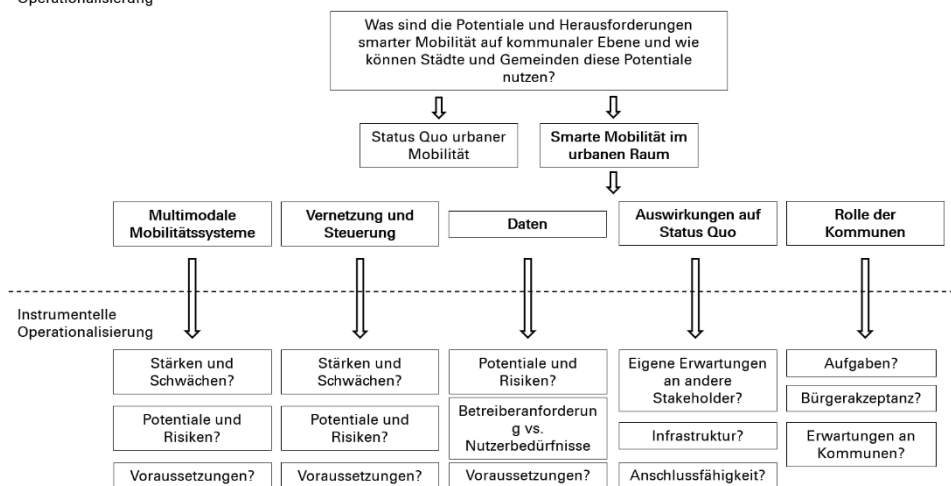 Operationalisierung
Was sind die Potentiale und Herausforderungen
smarter Mobilität auf kommunaler Ebene und wie
können Städte und Gemeinden diese Potentiale
nutzen?
Status Quo urbaner
Mobilität
Smarte Mobilität im
urbanen Raum
Multimodale
Mobilitätssysteme
Vernetzung und
Steuerung
Daten
Auswirkungen auf
Status Quo
Rolle der
Kommunen
Instrumentelle
Operationalisierung
Stärken und
Schwächen?
Potentiale und
Risiken?
Voraussetzungen?
Stärken und
Schwächen?
Potentiale und
Risiken?
Voraussetzungen?
Potentiale und
Risiken?
Betreiberanforderun
g vs.
Nutzerbedürfnisse
Voraussetzungen?
Eigene Erwartungen
an andere
Stakeholder?
Infrastruktur?
Anschlussfähigkeit?
Aufgaben?
Bürgerakzeptanz?
Erwartungen an
Kommunen?